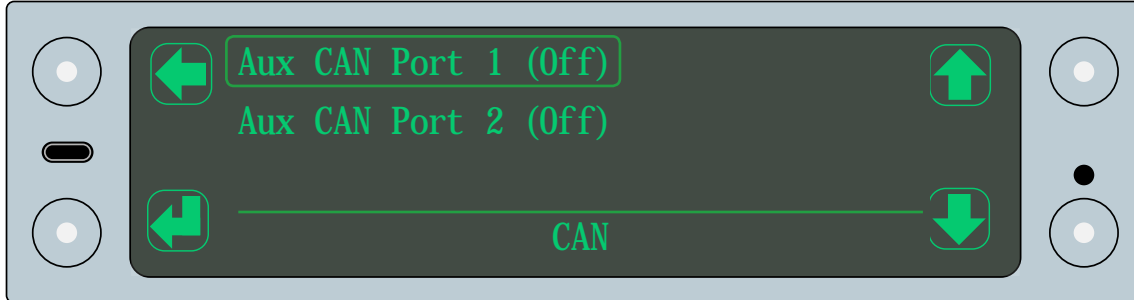 Aux CAN Port 1 (Off)
Aux CAN Port 2 (Off)
CAN